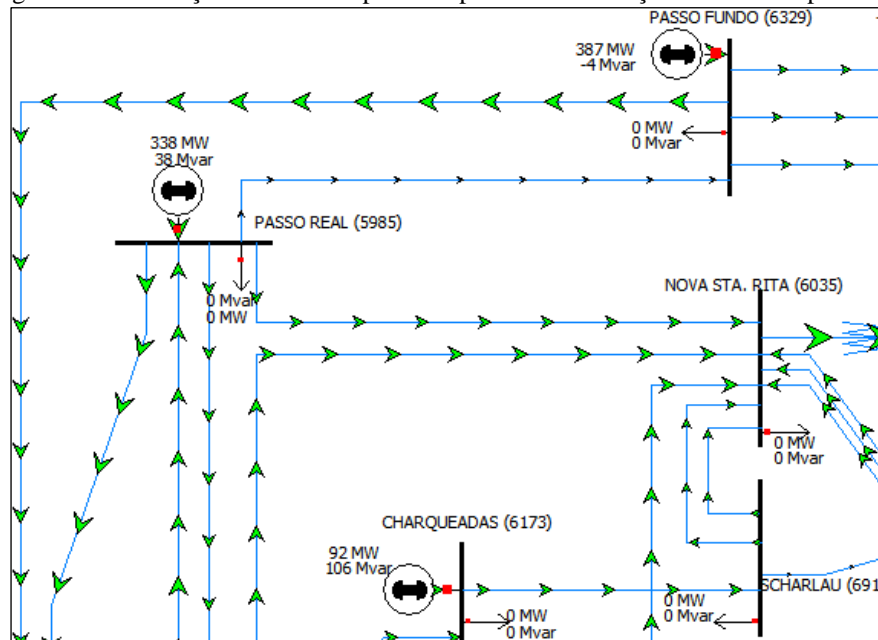 PASSO FUNDO (6329)
387 MW
-4 Mvar
0 MW
0 Mvar
338 MW
38 Mvar
PASSO REAL (5985)
0 Mvar
0 MW
NOVA STA. RITA (6035)
0 MW
0 Mvar
CHARQUEADAS (6173)
92 MW
106 Mvar
SCHARLAU (691
0 MW
0 Mvar
0 MW
0 Mvar